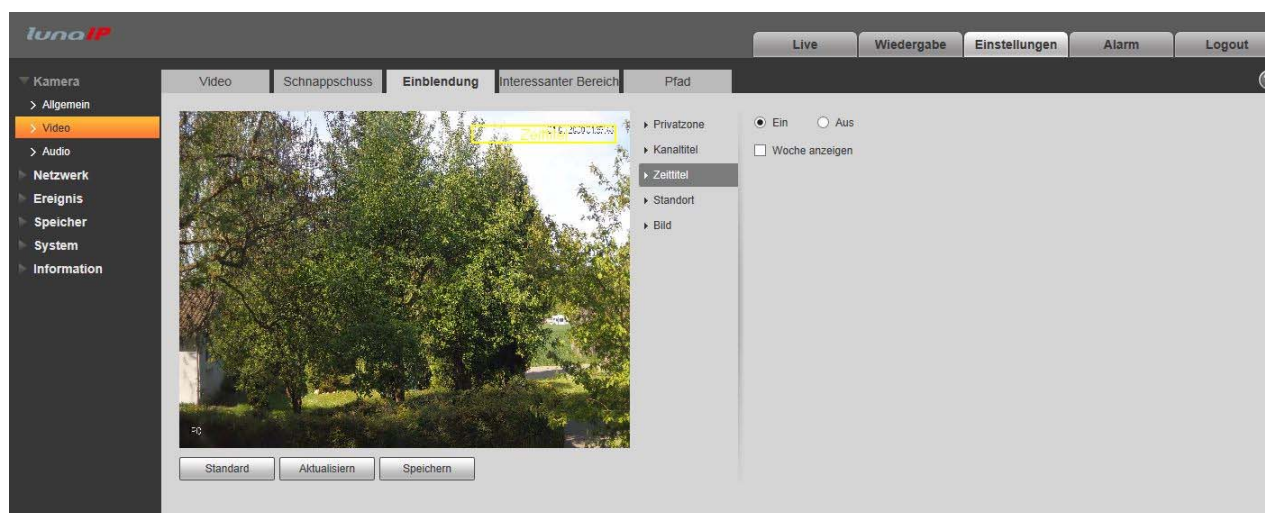 lunaIP
Live
Wiedergabe
Einstellungen
Alarm
Logout
Kamera
Allgemein
Video
Audio
Netzwerk
Ereignis
Speicher
System
Information
Video
Schnappschuss
Einblendung
Interessanter Bereich
Pfad
Privatzone
Kanaltitel
Zeittitel
Standort
Bild
Ein
Aus
Woche anzeigen
Standard
Aktualisiern
Speichern